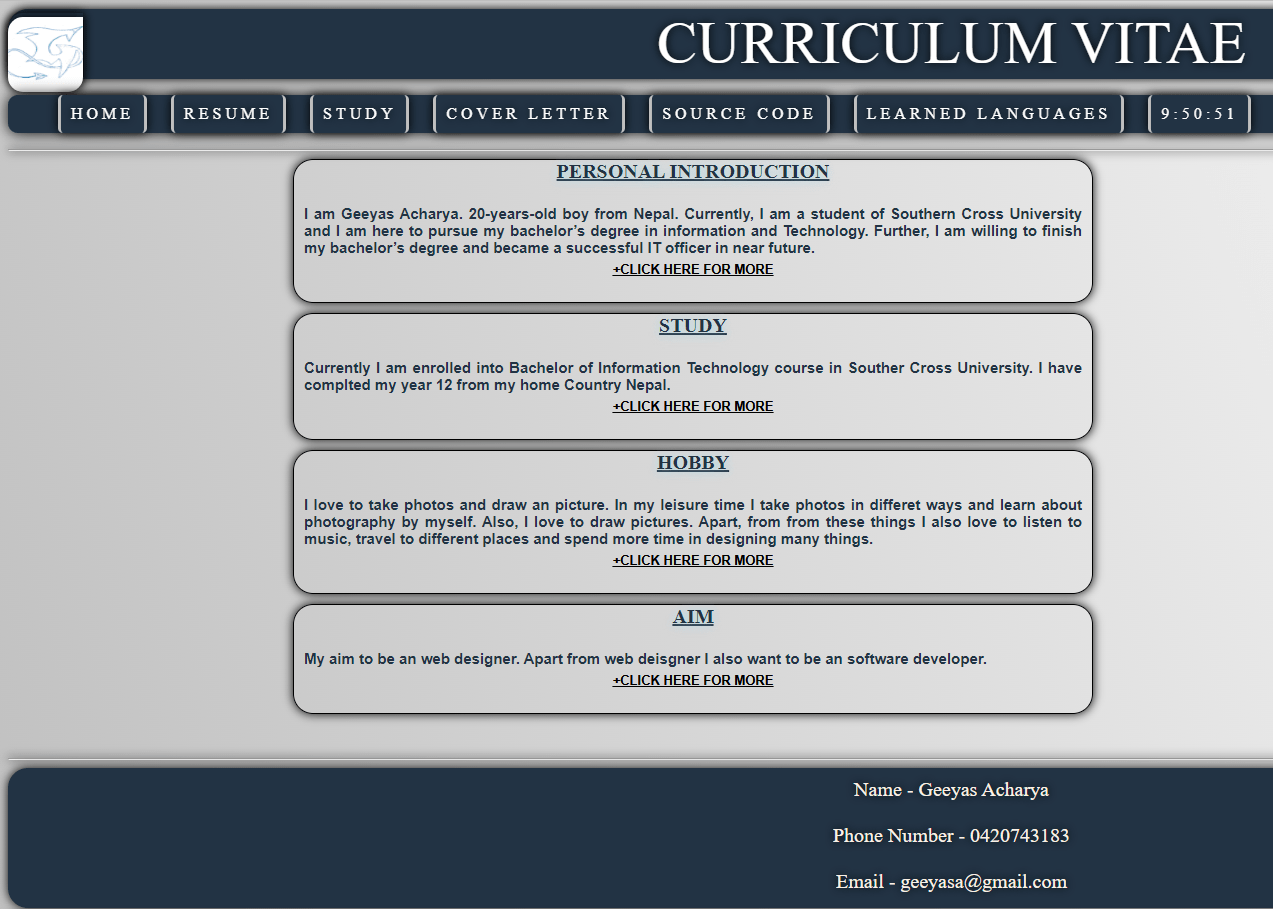 CURRICULUM VITAE
HOME RESUME STUDY COVER LETTER SOURCE CODE LEARNED LANGUAGES 9:50:51
PERSONAL INTRODUCTION
I am Geeyas Acharya. 20-years-old boy from Nepal. Currently, I am a student of Southern Cross University
and I am here to pursue my bachelor’s degree in information and Technology. Further, I am willing to finish
my bachelor’s degree and became a successful IT officer in near future.
+CLICK HERE FOR MORE
STUDY
Currently I am enrolled into Bachelor of Information Technology course in Souther Cross University. I have
complted my year 12 from my home Country Nepal.
+CLICK HERE FOR MORE
HOBBY
I love to take photos and draw an picture. In my leisure time I take photos in differet ways and learn about
photography by myself. Also, I love to draw pictures. Apart, from from these things I also love to listen to
music, travel to different places and spend more time in designing many things.
+CLICK HERE FOR MORE
AIM
My aim to be an web designer. Apart from web deisgner I also want to be an software developer.
+CLICK HERE FOR MORE
Name - Geeyas Acharya
Phone Number - 0420743183
Email - geeyasa@gmail.com